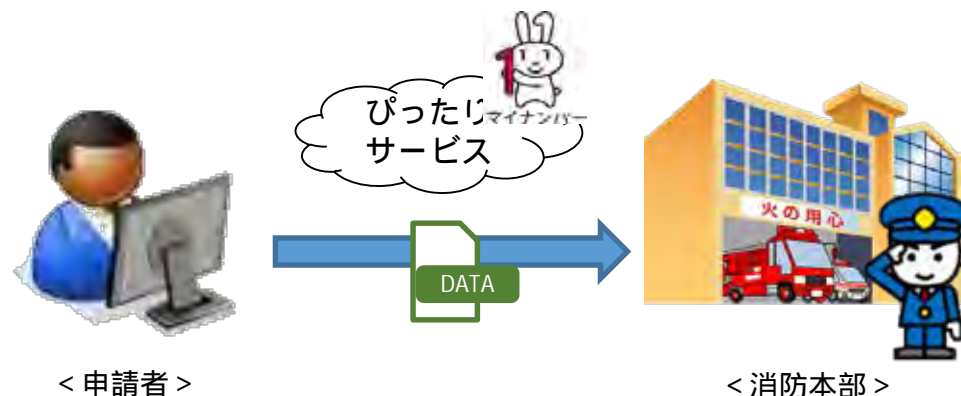 ぴったり
サービス
マイナンバー
火の用心
DATA
<申請者>
<消防本部>